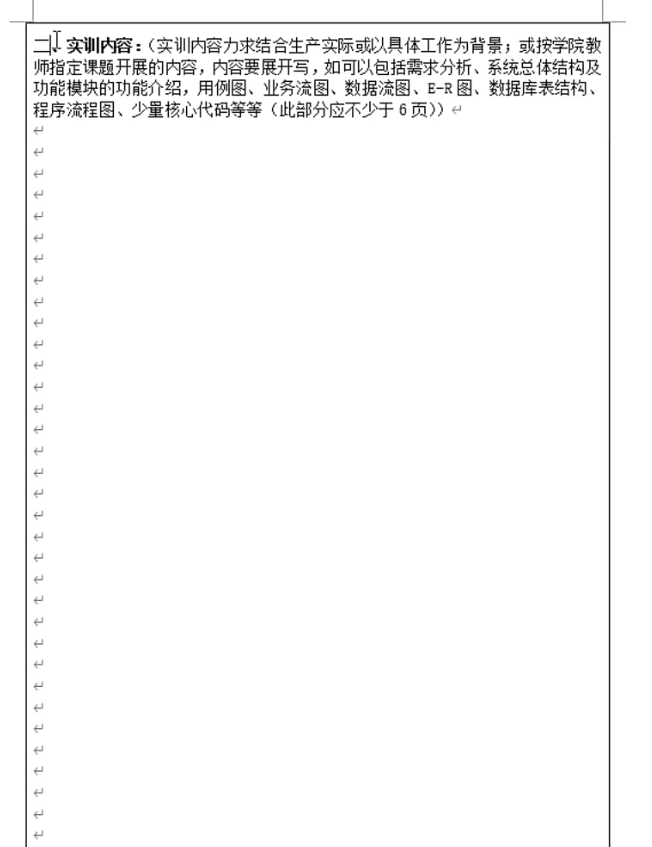 二、实训内容：（实训内容力求结合生产实际或以具体工作为背景；或按学院教
师指定课题开展的内容，内容要展开写，如可以包括需求分析、系统总体结构及
功能模块的功能介绍，用例图、业务流图、数据流图、E-R 图、数据库表结构、
程序流程图、少量核心代码等等（此部分应不少于 6 页））